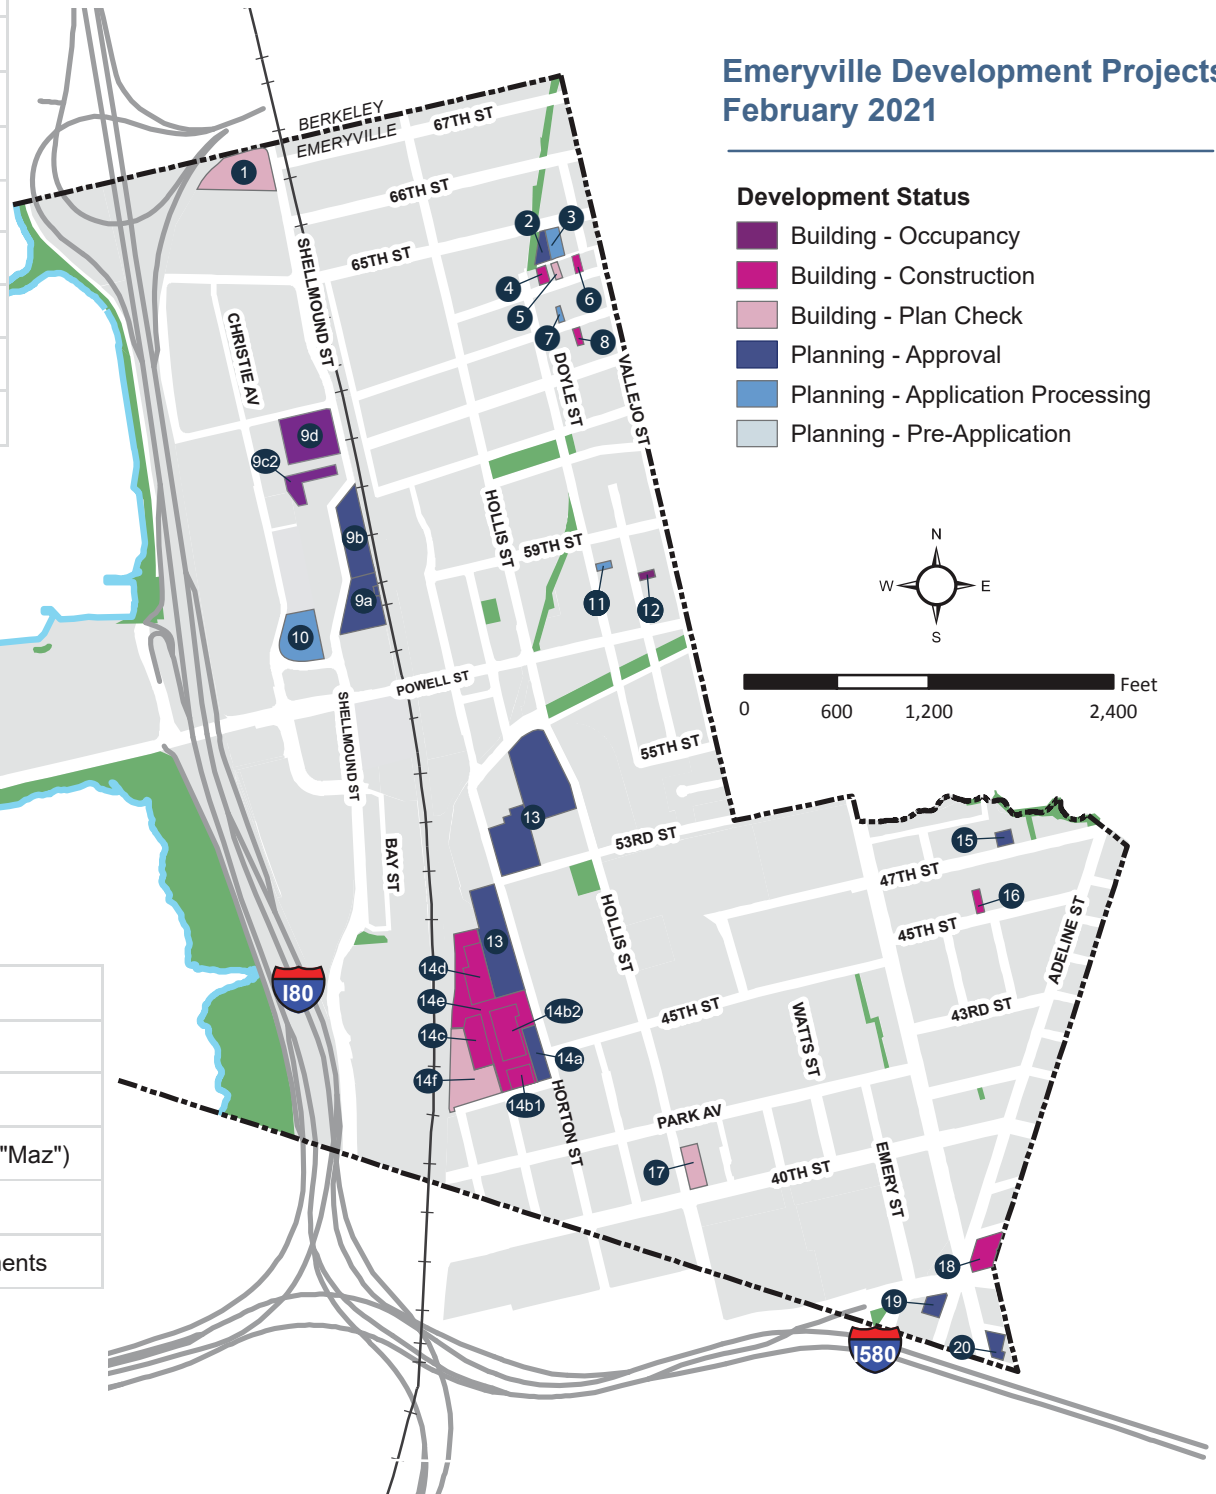 Emeryville Development Projects
February 2021
Development Status
Building - Occupancy
Building - Construction
Building - Plan Check
Planning - Approval
Planning - Application Processing
Planning - Pre-Application
N
W
E
S
Feet
0
600
1,200
2,400
BERKELEY
EMERYVILLE
67TH ST
1
66TH ST
2
3
65TH ST
SHELLMOUND ST
4
5
6
7
8
CHRISTIE AV
DOYLE ST
VALLEJO ST
9d
9c2
HOLLIS ST
9b
59TH ST
9a
11
12
10
POWELL ST
SHELLMOUND ST
55TH ST
13
53RD ST
15
BAY ST
47TH ST
16
HOLLIS ST
45TH ST
ADELINE ST
13
14d
I80
14e
14b2
45TH ST
43RD ST
14c
WATTS ST
14a
14f
14b1
HORTON ST
PARK AV
"Maz")
17
40TH ST
EMERY ST
ents
18
19
20
I580